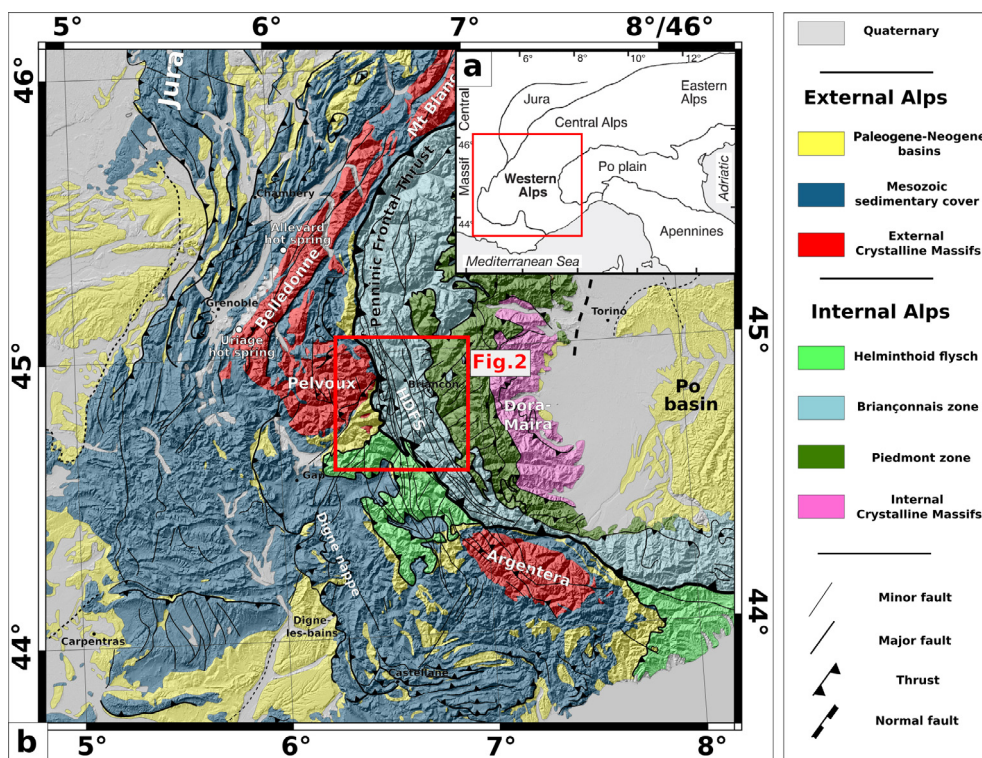 5°
6°
7°
8°/46
46°
45°
44°
45°
44°
5°
6°
7°
8°
b
a
6°
8°
10°
12°
Central
Massif
46°
44°
Jura
Eastern
Alps
Central Alps
Po plain
Western
Alps
Adriatic
Apennines
Mediterranean Sea
Jura
Mt Blanc
Chambery
Allevard
hot spring
Penninic Frontal Thrust
Belledonne
Grenoble
Uriage
hot spring
Pelvoux
Fig.2
Briancon
HDFS
Dora-
Maira
Torino
Po
basin
Gap
Digne nappe
Argentera
Digne-
les-bains
Carpentras
Castellane
Quaternary
External Alps
Paleogene-Neogene
basins
Mesozoic
sedimentary cover
External
Crystalline Massifs
Internal Alps
Helminthoid flysch
Briançonnais zone
Piedmont zone
Internal
Crystalline Massifs
Minor fault
Major fault
Thrust
Normal fault